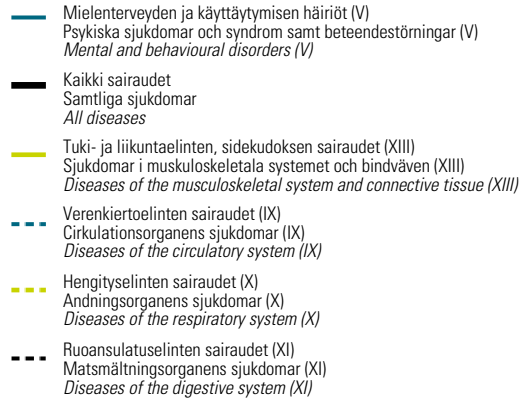 Mielenterveyden ja käyttäytymisen häiriöt (V)
Psykiska sjukdomar och syndrom samt beteendestörningar (V)
Mental and behavioural disorders (V)
Kaikki sairaudet
Samtliga sjukdomar
All diseases
Tuki- ja liikuntaelinten, sidekudoksen sairaudet (XIII)
Sjukdomar i muskuloskeletala systemet och bindväven (XIII)
Diseases of the musculoskeletal system and connective tissue (XIII)
Verenkiertoelinten sairaudet (IX)
Cirkulationsorganens sjukdomar (IX)
Diseases of the circulatory system (IX)
Hengityselinten sairaudet (X)
Andningsorganens sjukdomar (X)
Diseases of the respiratory system (X)
Ruoansulatuselinten sairaudet (XI)
Matsmältningsorganens sjukdomar (XI)
Diseases of the digestive system (XI)